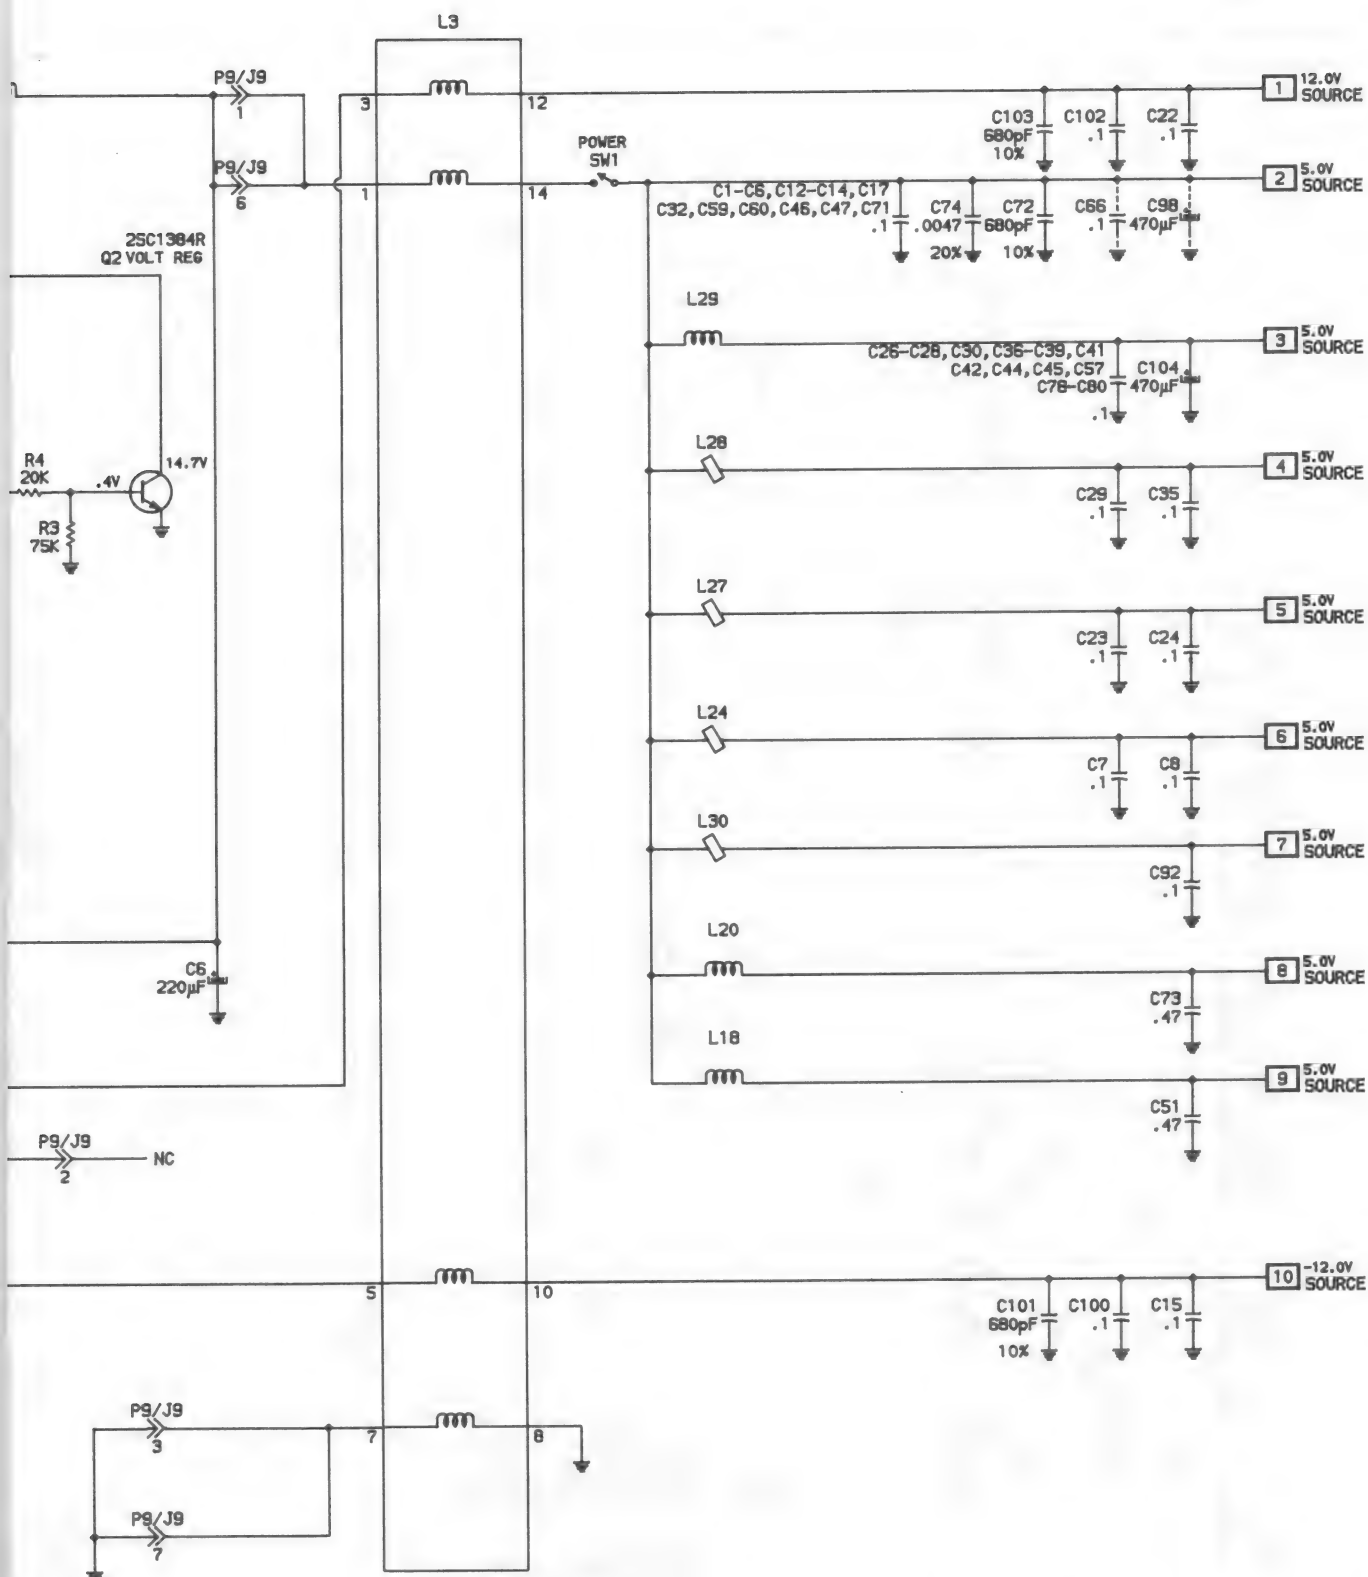 L3
P9/J9
1
3
12
1 12.0V
SOURCE
C103
680pF
10%
C102
.1
C22
.1
P9/J9
6
1
14
POWER
SW1
2 5.0V
SOURCE
C1-C6, C12-C14, C17
C32, C59, C60, C46, C47, C71
.1
C74
.0047
20%
C72
680pF
10%
C66
.1
C98
470µF
2SC1384R
Q2 VOLT REG
L29
3 5.0V
SOURCE
C26-C28, C30, C36-C39, C41
C42, C44, C45, C57
C78-C80
.1
C104
470µF
R4
20K
.4V
14.7V
R3
75K
L28
4 5.0V
SOURCE
C29
.1
C35
.1
L27
5 5.0V
SOURCE
C23
.1
C24
.1
L24
6 5.0V
SOURCE
C7
.1
C8
.1
L30
7 5.0V
SOURCE
C92
.1
C6
220µF
L20
8 5.0V
SOURCE
C73
.47
L18
9 5.0V
SOURCE
C51
.47
P9/J9
2
NC
5
10
10 -12.0V
SOURCE
C101
680pF
10%
C100
.1
C15
.1
P9/J9
3
7
8
P9/J9
7